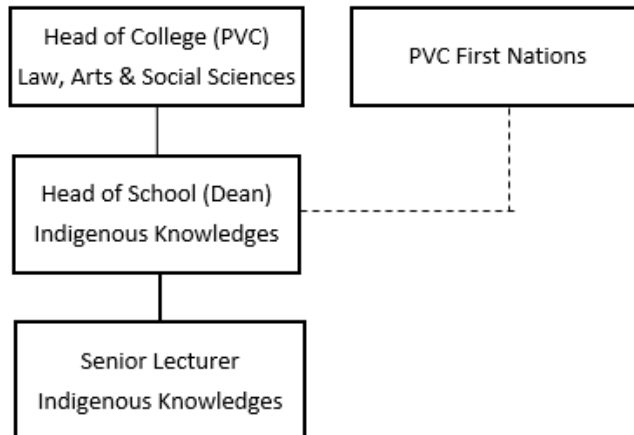 Head of College (PVC)
Law, Arts & Social Sciences
PVC First Nations
Head of School (Dean)
Indigenous Knowledges
Senior Lecturer
Indigenous Knowledges